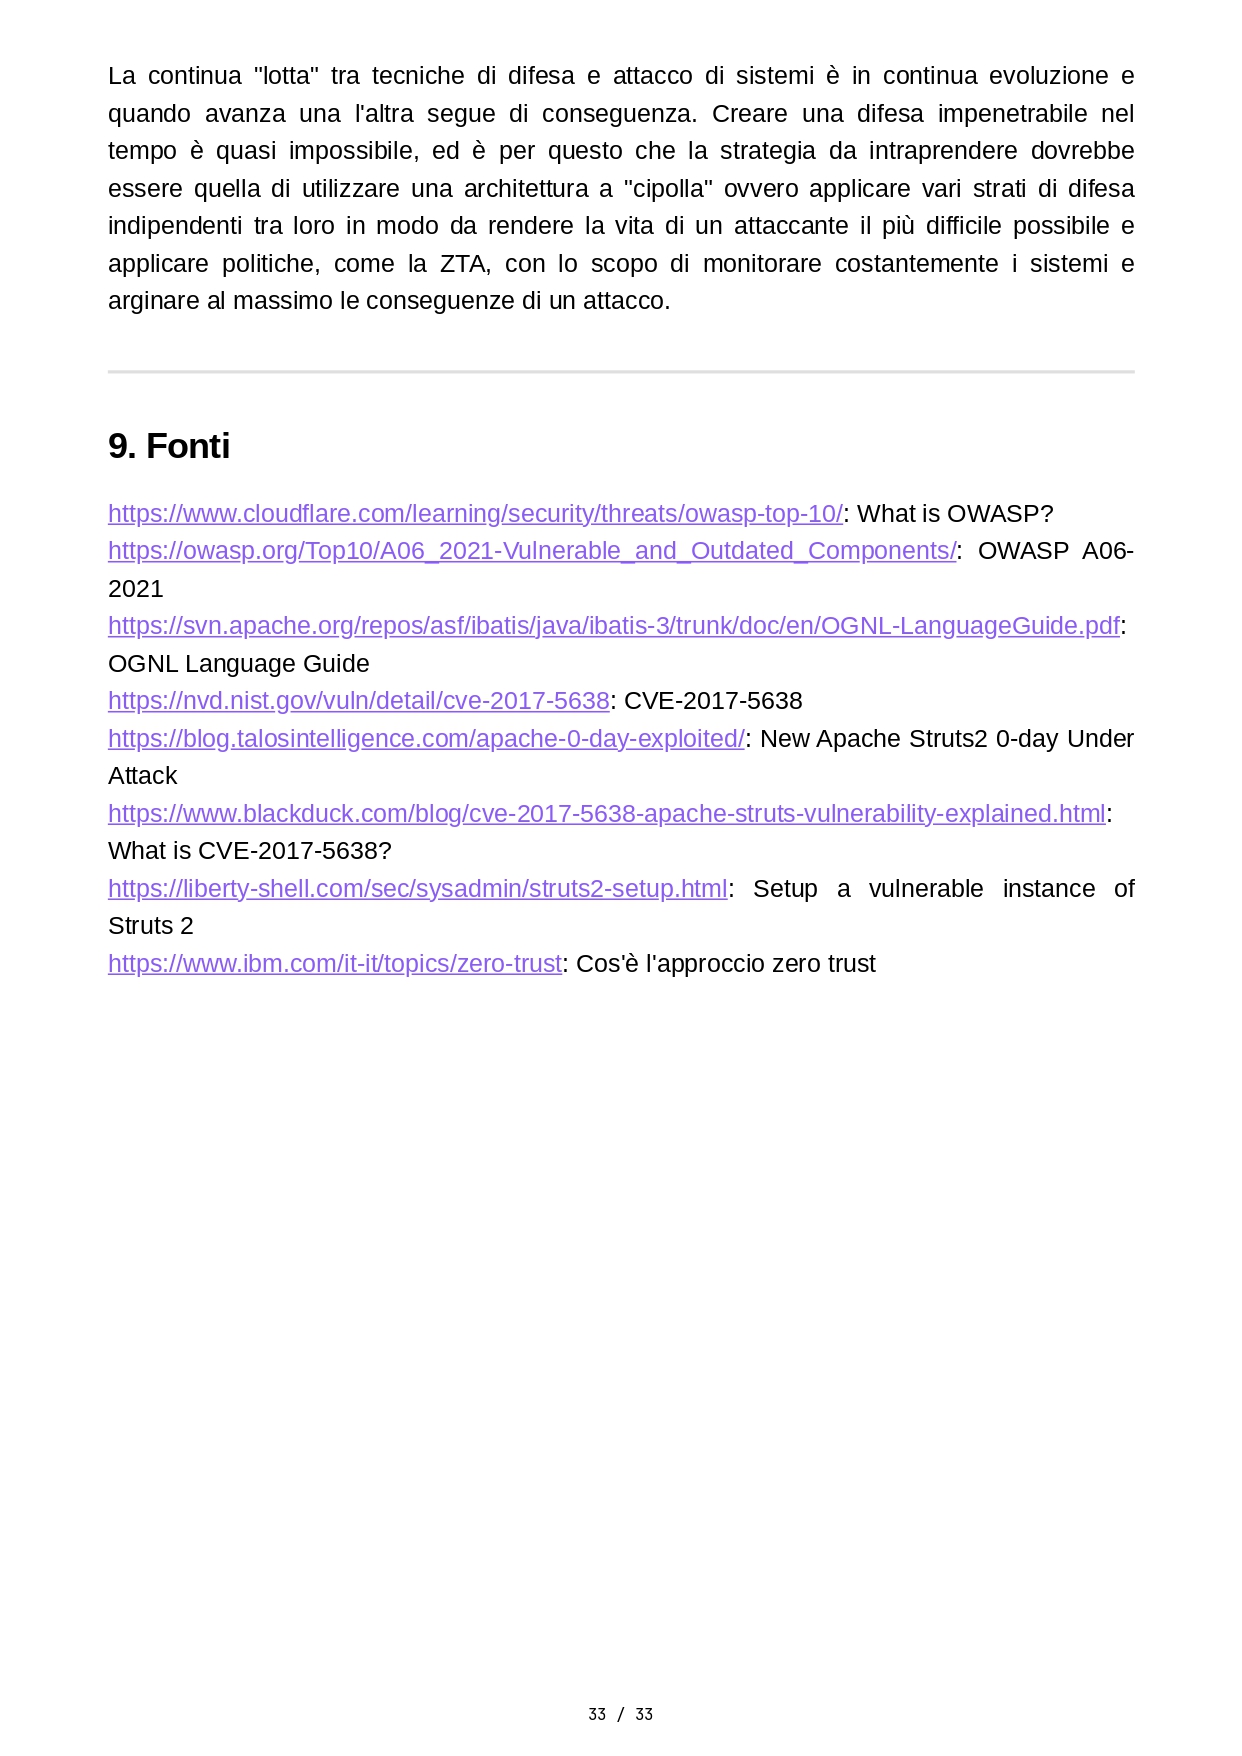 La continua "lotta" tra tecniche di difesa e attacco di sistemi è in continua evoluzione e
quando avanza una l'altra segue di conseguenza. Creare una difesa impenetrabile nel
tempo è quasi impossibile, ed è per questo che la strategia da intraprendere dovrebbe
essere quella di utilizzare una architettura a "cipolla" ovvero applicare vari strati di difesa
indipendenti tra loro in modo da rendere la vita di un attaccante il più difficile possibile e
applicare politiche, come la ZTA, con lo scopo di monitorare costantemente i sistemi e
arginare al massimo le conseguenze di un attacco.
9. Fonti
https://www.cloudflare.com/learning/security/threats/owasp-top-10/: What is OWASP?
https://owasp.org/Top10/A06_2021-Vulnerable_and_Outdated_Components/: OWASP A06-
2021
https://svn.apache.org/repos/asf/ibatis/java/ibatis-3/trunk/doc/en/OGNL-LanguageGuide.pdf:
OGNL Language Guide
https://nvd.nist.gov/vuln/detail/cve-2017-5638: CVE-2017-5638
https://blog.talosintelligence.com/apache-0-day-exploited/: New Apache Struts2 0-day Under
Attack
https://www.blackduck.com/blog/cve-2017-5638-apache-struts-vulnerability-explained.html:
What is CVE-2017-5638?
https://liberty-shell.com/sec/sysadmin/struts2-setup.html: Setup a vulnerable instance of
Struts 2
https://www.ibm.com/it-it/topics/zero-trust: Cos'è l'approccio zero trust
33 / 33